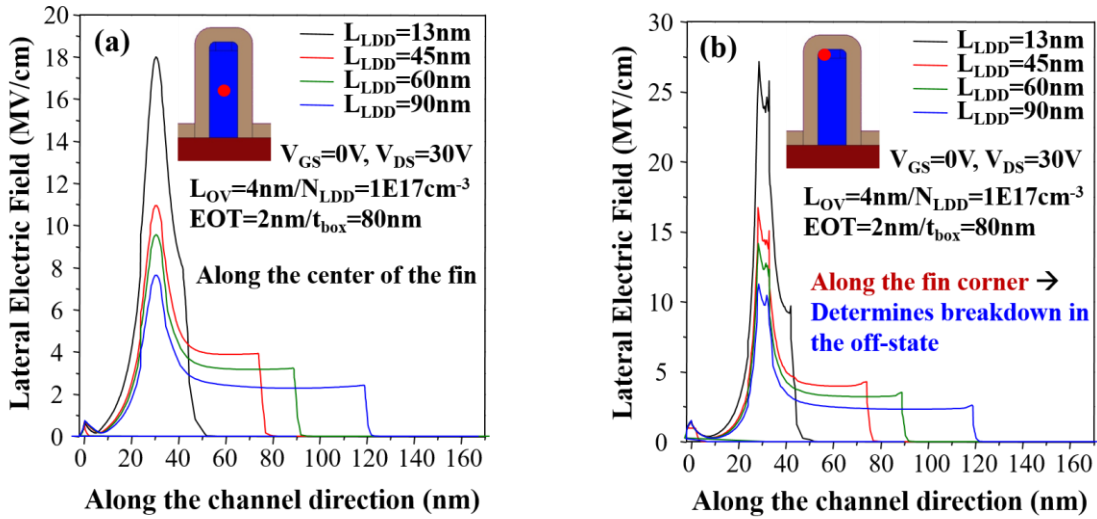 (a)
L_LDD=13nm
L_LDD=45nm
L_LDD=60nm
L_LDD=90nm
V_GS=0V, V_DS=30V
L_OV=4nm/N_LDD=1E17cm^-3
EOT=2nm/t_box=80nm
Along the center of the fin
Lateral Electric Field (MV/cm)
20
18
16
14
12
10
8
6
4
2
0
0 20 40 60 80 100 120 140 160
Along the channel direction (nm)
(b)
L_LDD=13nm
L_LDD=45nm
L_LDD=60nm
L_LDD=90nm
V_GS=0V, V_DS=30V
L_OV=4nm/N_LDD=1E17cm^-3
EOT=2nm/t_box=80nm
Along the fin corner →
Determines breakdown in
the off-state
Lateral Electric Field (MV/cm)
30
25
20
15
10
5
0
0 20 40 60 80 100 120 140 160
Along the channel direction (nm)